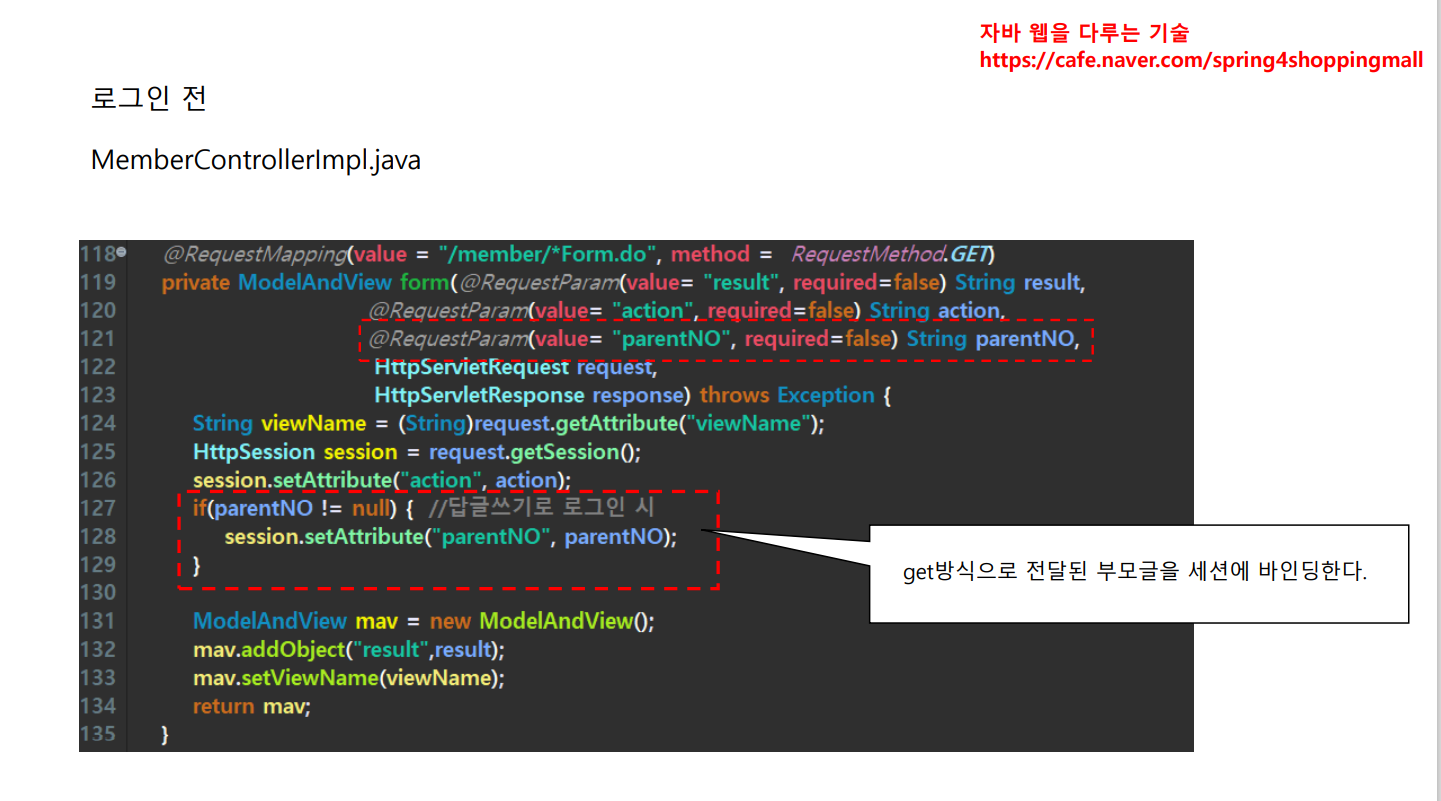 자바 웹을 다루는 기술
https://cafe.naver.com/spring4shoppingmall
로그인 전
MemberControllerImpl.java
118 @RequestMapping(value = "/member/*Form.do", method =  RequestMethod.GET)
119 private ModelAndView form(@RequestParam(value= "result", required=false) String result,
120 @RequestParam(value= "action", required=false) String action,
121 @RequestParam(value= "parentNO", required=false) String parentNO,
122 HttpServletRequest request,
123 HttpServletResponse response) throws Exception {
124 String viewName = (String)request.getAttribute("viewName");
125 HttpSession session = request.getSession();
126 session.setAttribute("action", action);
127 if(parentNO != null) {  //답글쓰기로 로그인 시
128 session.setAttribute("parentNO", parentNO);
129 }
130
131 ModelAndView mav = new ModelAndView();
132 mav.addObject("result",result);
133 mav.setViewName(viewName);
134 return mav;
135 }
get방식으로 전달된 부모글을 세션에 바인딩한다.